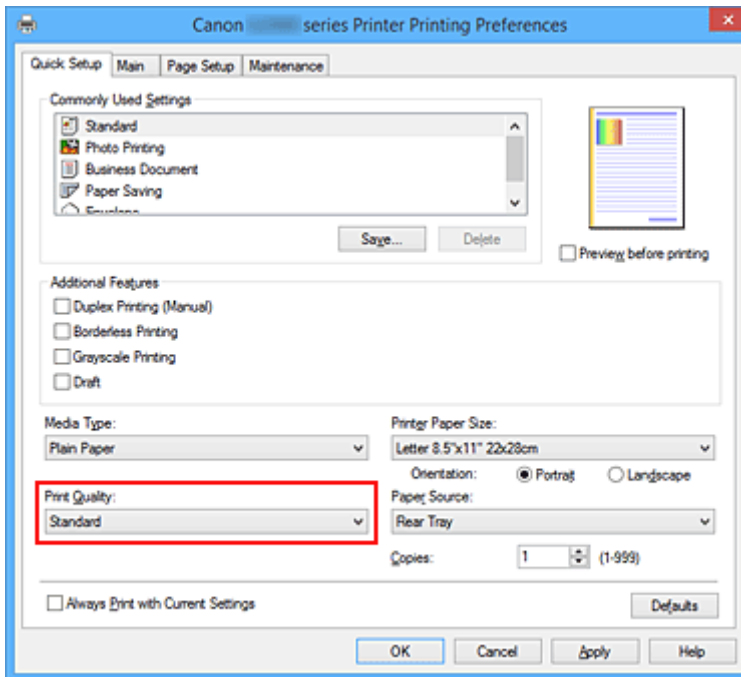 Canon series Printer Printing Preferences
Quick Setup Main Page Setup Maintenance
Commonly Used Settings
Standard
Photo Printing
Business Document
Paper Saving
Envelope
Save... Delete
Preview before printing
Additional Features
Duplex Printing (Manual)
Borderless Printing
Grayscale Printing
Draft
Media Type: Printer Paper Size:
Plain Paper Letter 8.5"x11" 22x28cm
Orientation: Portrait Landscape
Print Quality: Paper Source:
Standard Rear Tray
Copies: 1 (1-999)
Always Print with Current Settings Defaults
OK Cancel Apply Help